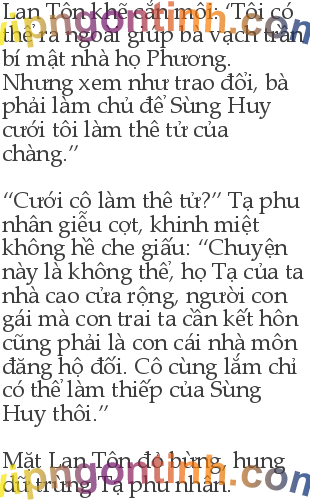 Lan Tôn khẽ cắn môi: “Tôi có
thể ra ngoài giúp bà vạch trần
bí mật nhà họ Phương.
Nhưng xem như trao đổi, bà
phải làm chủ để Sùng Huy
cưới tôi làm thê tử của
chàng.”
“Cưới cô làm thê tử?” Tạ phu
nhân giễu cợt, khinh miệt
không hề che giấu: “Chuyện
này là không thể, họ Tạ của ta
nhà cao cửa rộng, người con
gái mà con trai ta cần kết hôn
cũng phải là con cái nhà môn
đăng hộ đối. Cô cùng lắm chỉ
có thể làm thiếp của Sùng
Huy thôi.”
Mặt Lan Tôn đỏ bừng, hung
dữ trừng Tạ phu nhân.
vipngontinh.com